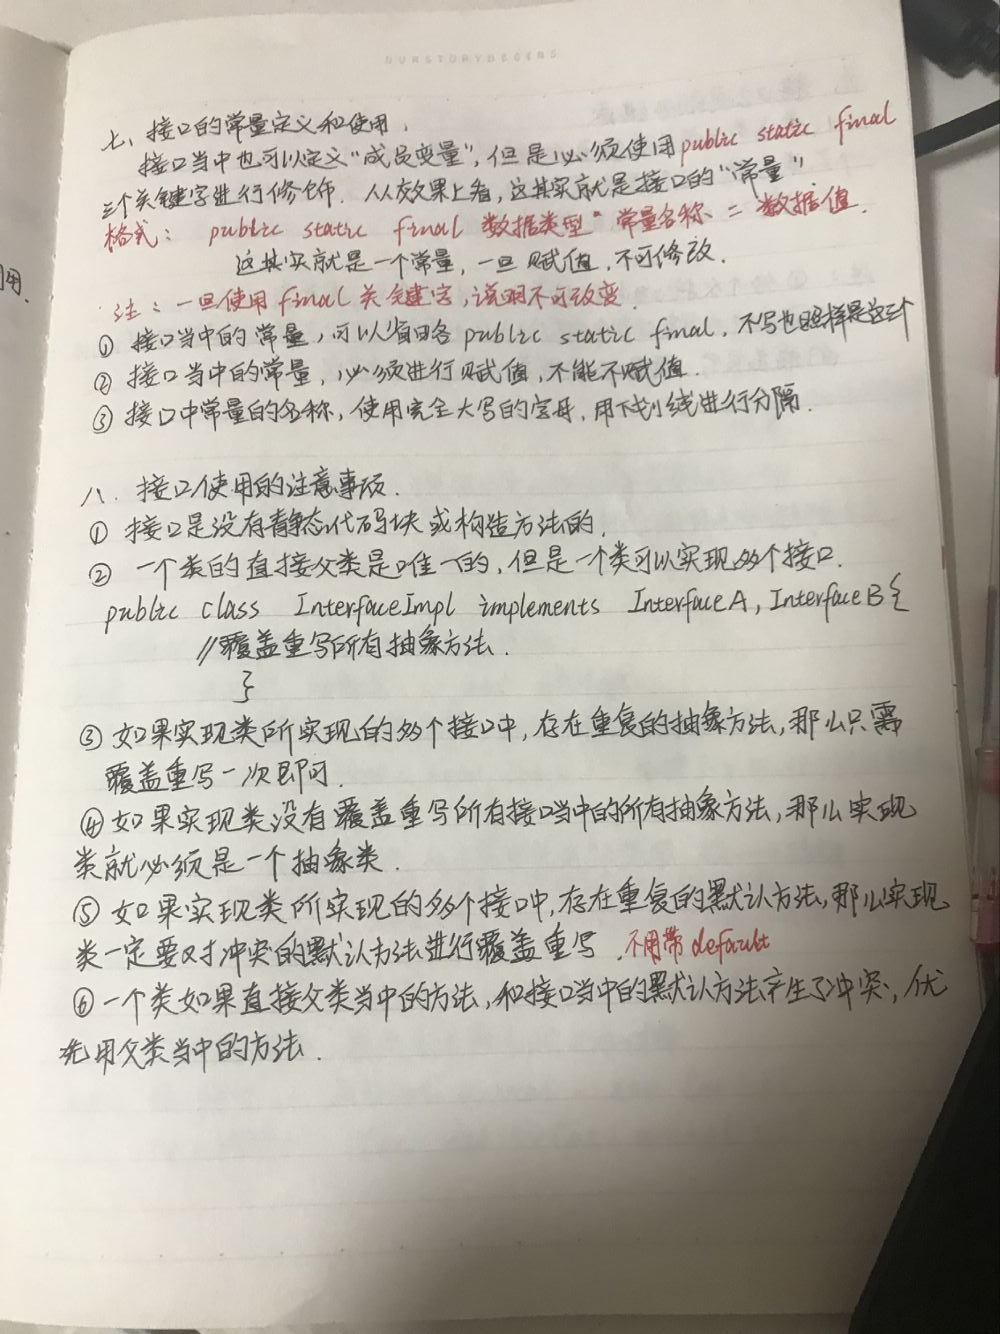 OURSTORYBEGINS
七、接口的常量定义和使用.
接口当中也可以定义"成员变量",但是必须使用public static final
三个关键字进行修饰.从效果上看,这其实就是接口的"常量"
格式: public static final 数据类型 常量名称 = 数据值.
这其实就是一个常量,一旦赋值,不可修改.
注:一旦使用final关键字,说明不可改变.
① 接口当中的常量,可以省略public static final,不写也照样是这三个
② 接口当中的常量,必须进行赋值,不能不赋值.
③ 接口中常量的名称,使用完全大写的字母,用下划线进行分隔.
八.接口使用的注意事项.
① 接口是没有静态代码块或构造方法的.
② 一个类的直接父类是唯一的,但是一个类可以实现多个接口.
public class InterfaceImpl implements InterfaceA, InterfaceB{
//覆盖重写所有抽象方法.
}
③ 如果实现类所实现的多个接口中,存在重复的抽象方法,那么只需
覆盖重写一次即可.
④ 如果实现类没有覆盖重写所有接口当中的所有抽象方法,那么实现
类就必须是一个抽象类.
⑤ 如果实现类所实现的多个接口中,存在重复的默认方法,那么实现
类一定要对冲突的默认方法进行覆盖重写.不用带default
⑥ 一个类如果直接父类当中的方法,和接口当中的默认方法产生了冲突,优
先用父类当中的方法.
用.